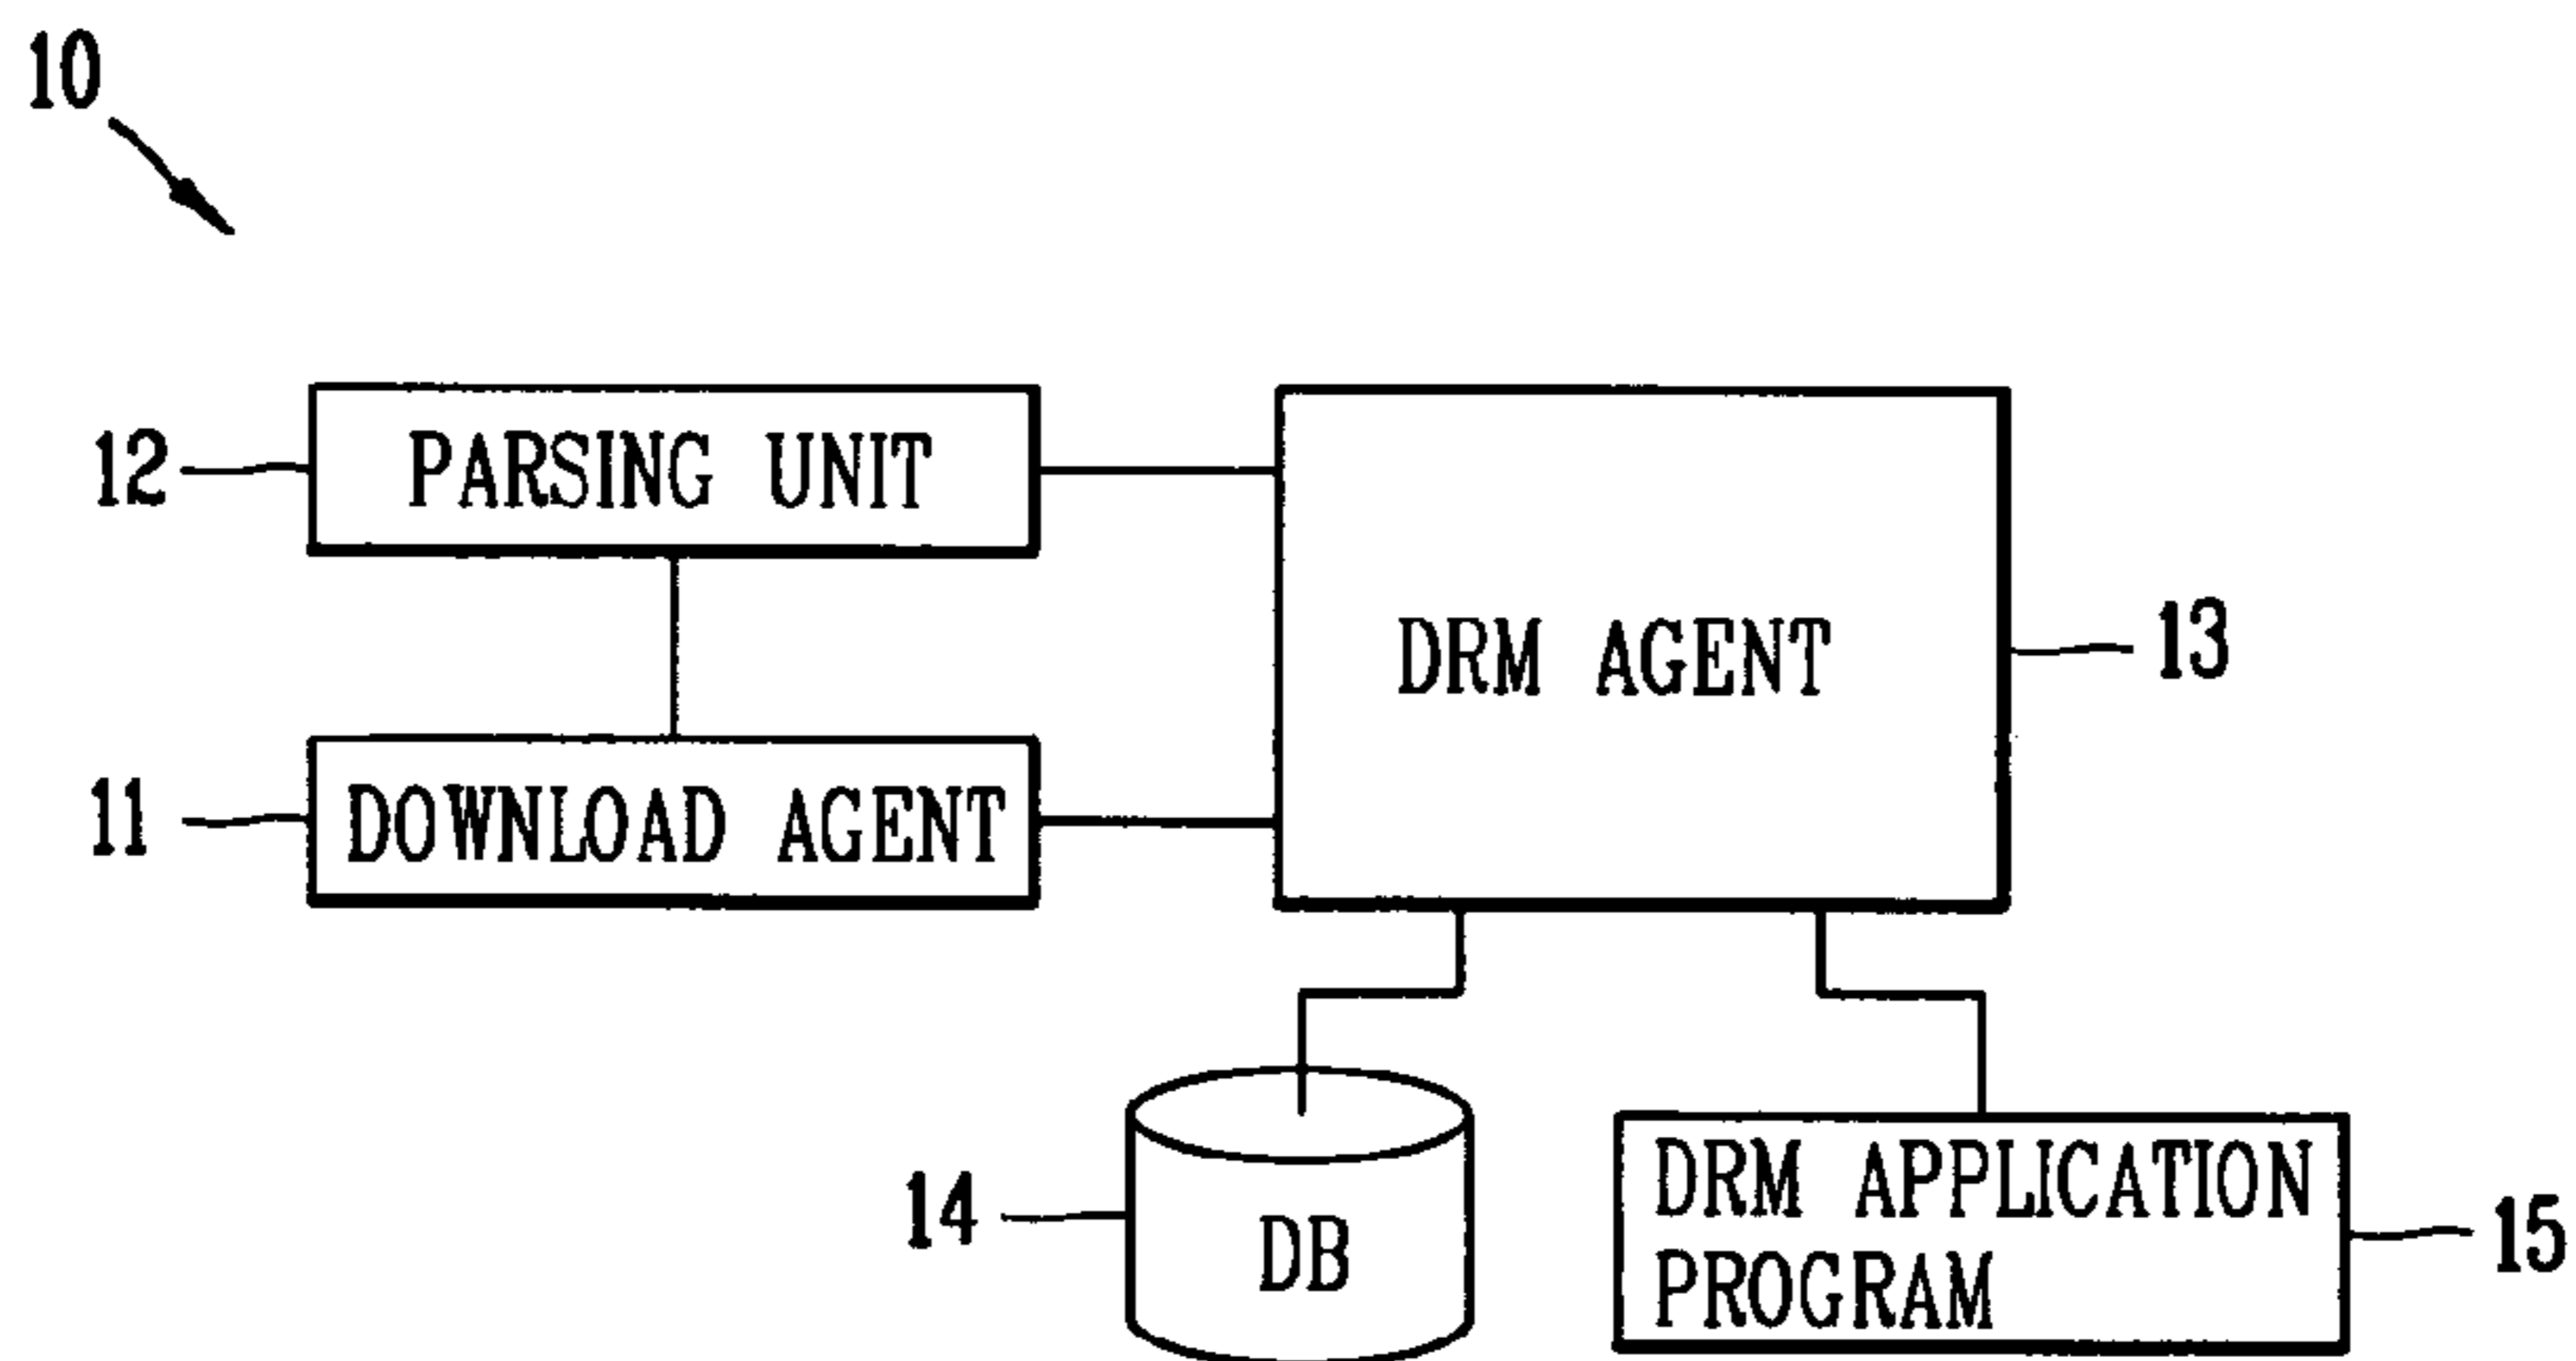 10
12
PARSING UNIT
DRM AGENT
13
11
DOWNLOAD AGENT
14
DB
DRM APPLICATION
PROGRAM
15